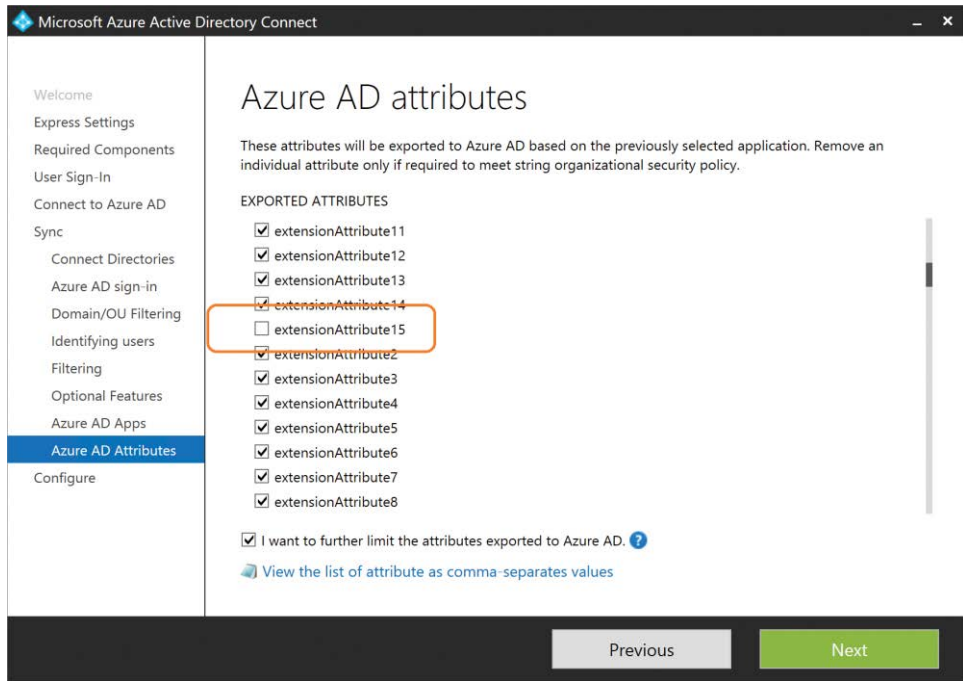 Microsoft Azure Active Directory Connect
Welcome
Express Settings
Required Components
User Sign-In
Connect to Azure AD
Sync
Connect Directories
Azure AD sign-in
Domain/OU Filtering
Identifying users
Filtering
Optional Features
Azure AD Apps
Azure AD Attributes
Configure
Azure AD attributes
These attributes will be exported to Azure AD based on the previously selected application. Remove an
individual attribute only if required to meet string organizational security policy.
EXPORTED ATTRIBUTES
extensionAttribute11
extensionAttribute12
extensionAttribute13
extensionAttribute14
extensionAttribute15
extensionAttribute2
extensionAttribute3
extensionAttribute4
extensionAttribute5
extensionAttribute6
extensionAttribute7
extensionAttribute8
I want to further limit the attributes exported to Azure AD. ?
View the list of attribute as comma-separates values
Previous
Next